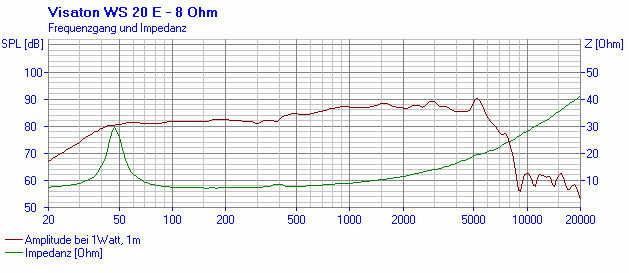 Visaton WS 20 E - 8 Ohm
Frequenzgang und Impedanz
SPL [dB] Z [Ohm]
100 50
90 40
80 30
70 20
60 10
50
20 50 100 200 500 1000 2000 5000 10000 20000
Amplitude bei 1Watt, 1m
Impedanz [Ohm]